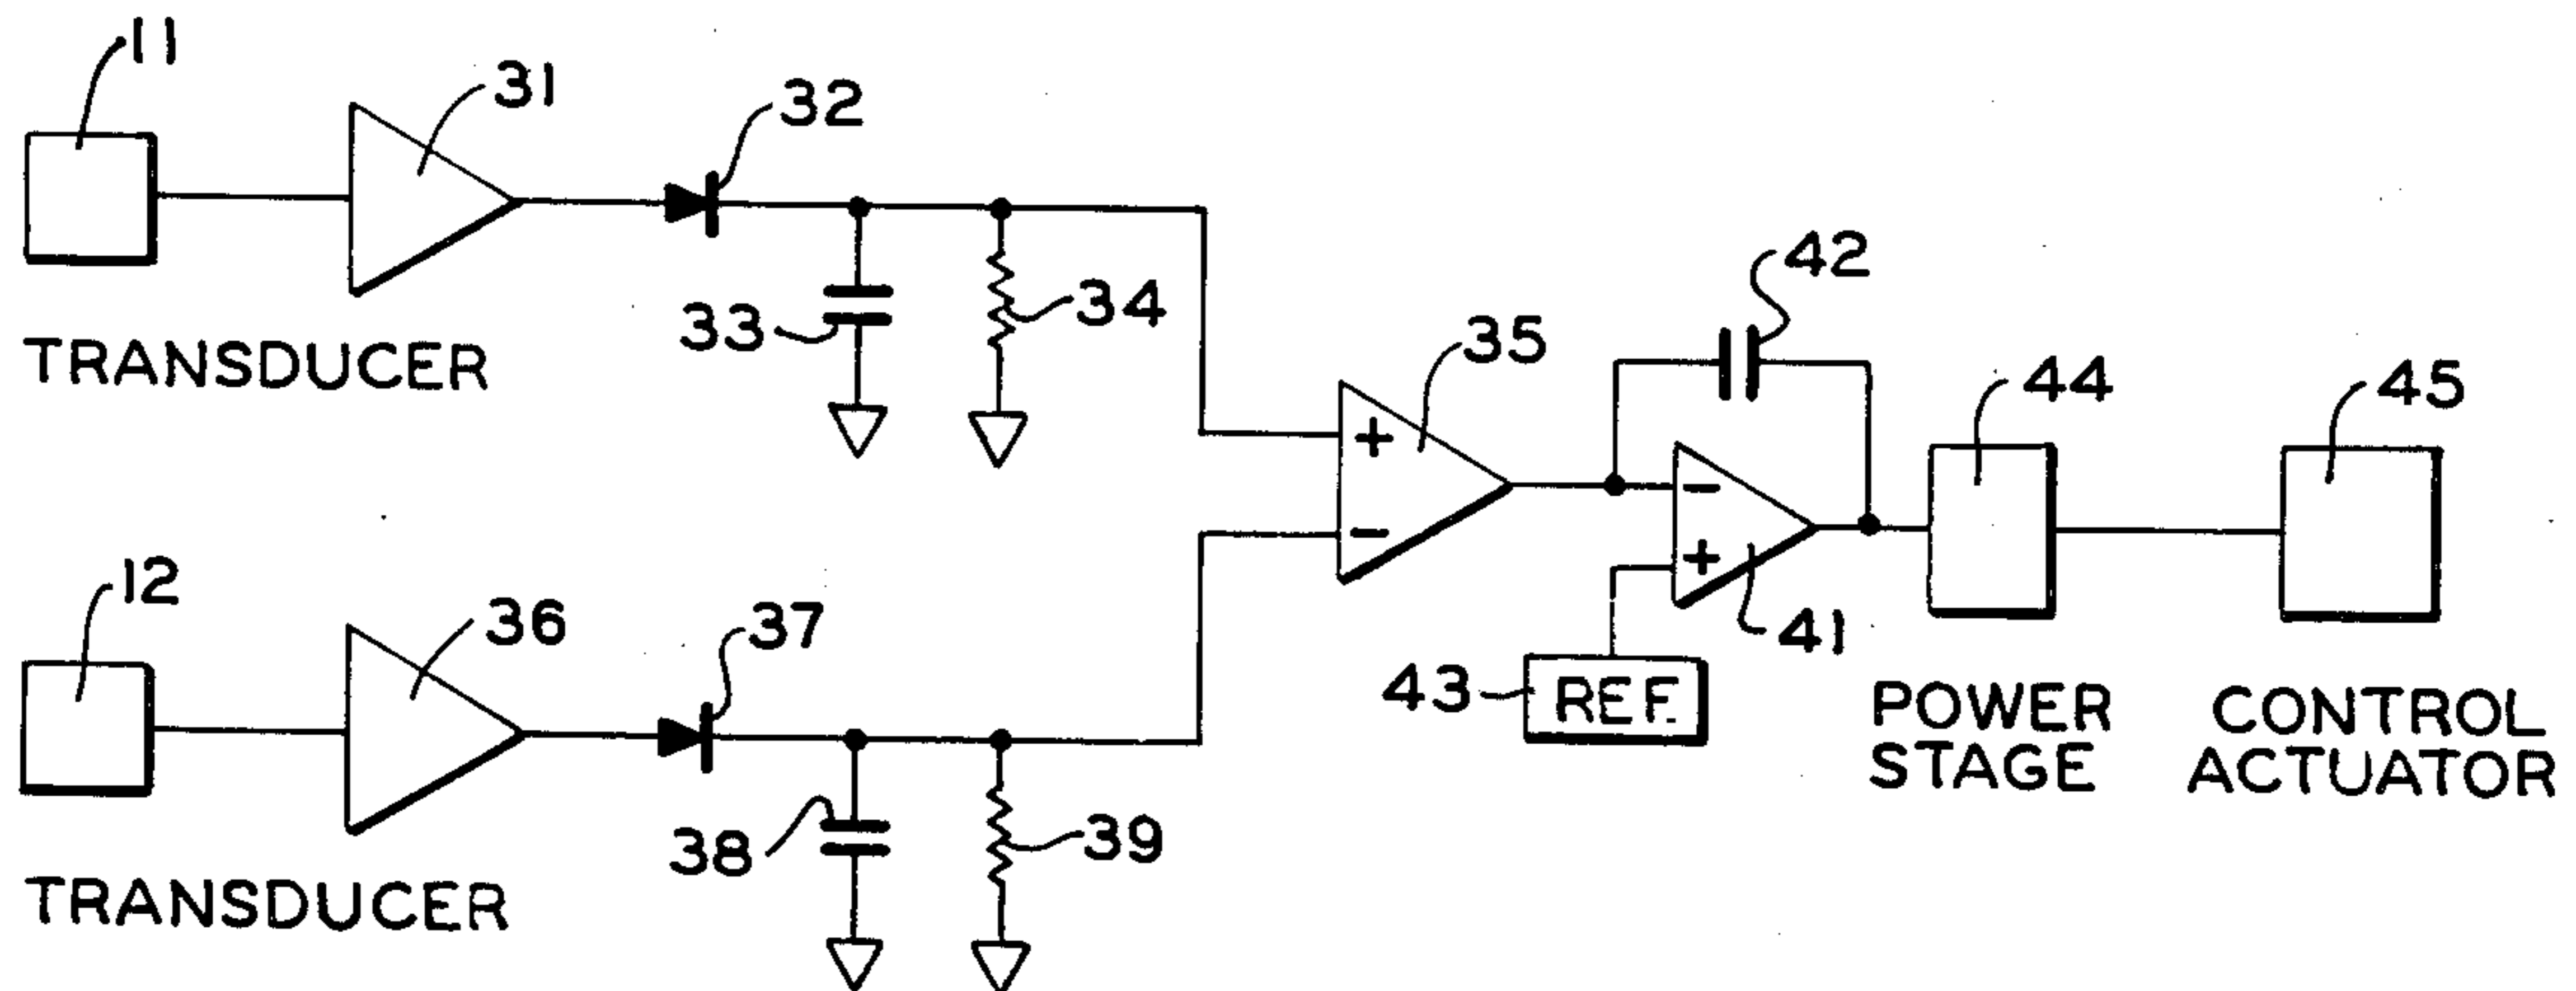 11
31
32
33
34
TRANSDUCER
35
+
−
42
−
+
41
43
REF.
44
POWER
STAGE
45
CONTROL
ACTUATOR
12
36
37
38
39
TRANSDUCER